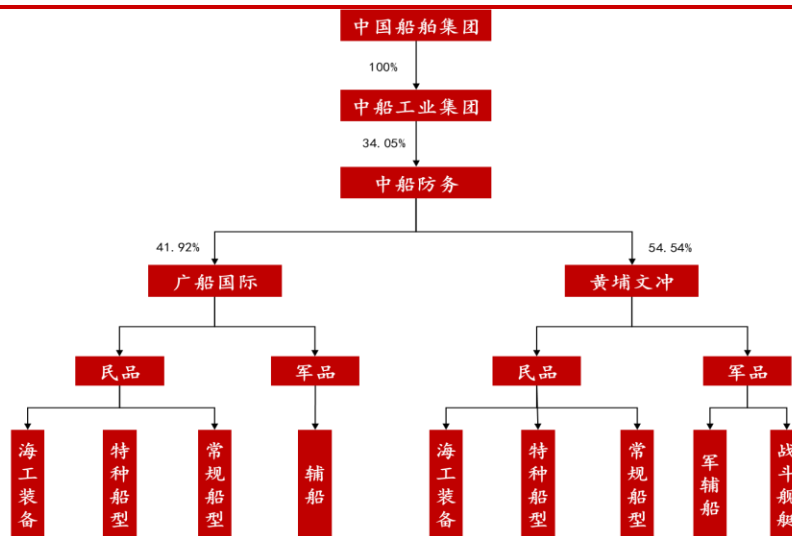 中国船舶集团
100%
中船工业集团
34.05%
中船防务
41.92%
54.54%
广船国际
黄埔文冲
民品
军品
民品
军品
海工装备
特种船型
常规船型
辅船
海工装备
特种船型
常规船型
军辅船
战斗舰艇